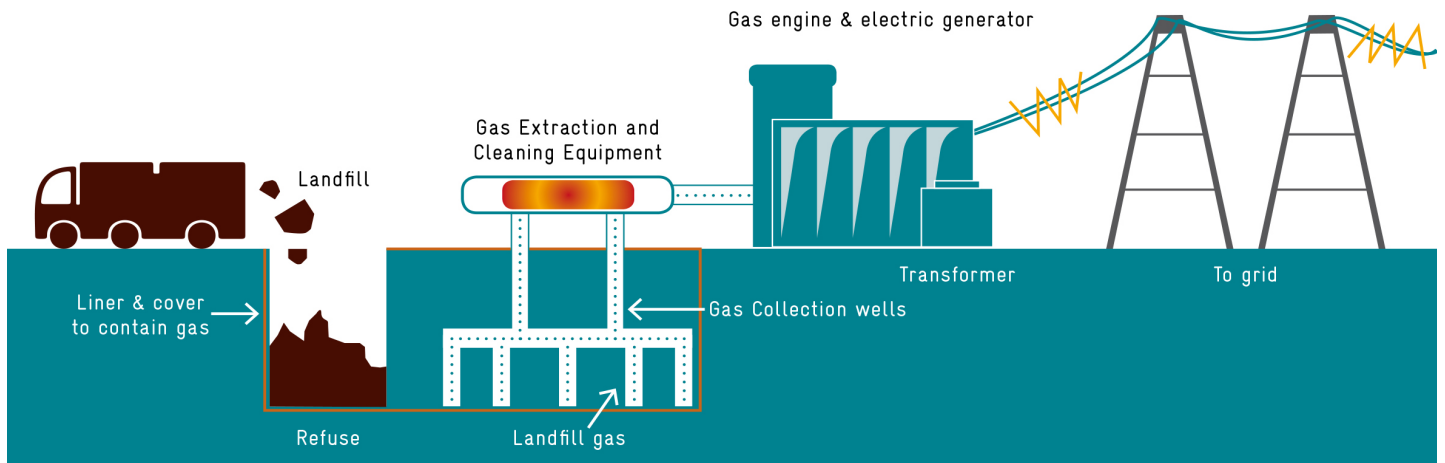 Gas engine & electric generator
Gas Extraction and
Cleaning Equipment
Landfill
Liner & cover
to contain gas
Gas Collection wells
Transformer
To grid
Refuse
Landfill gas